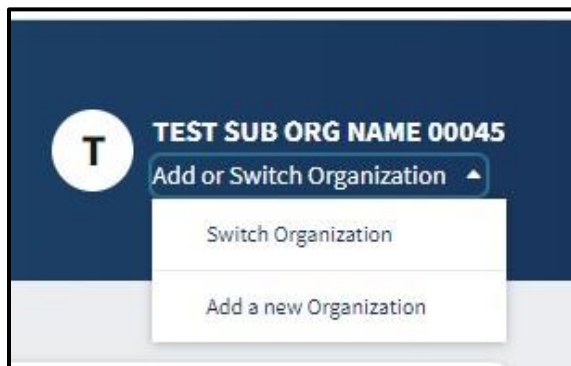 T
TEST SUB ORG NAME 00045
Add or Switch Organization
Switch Organization
Add a new Organization